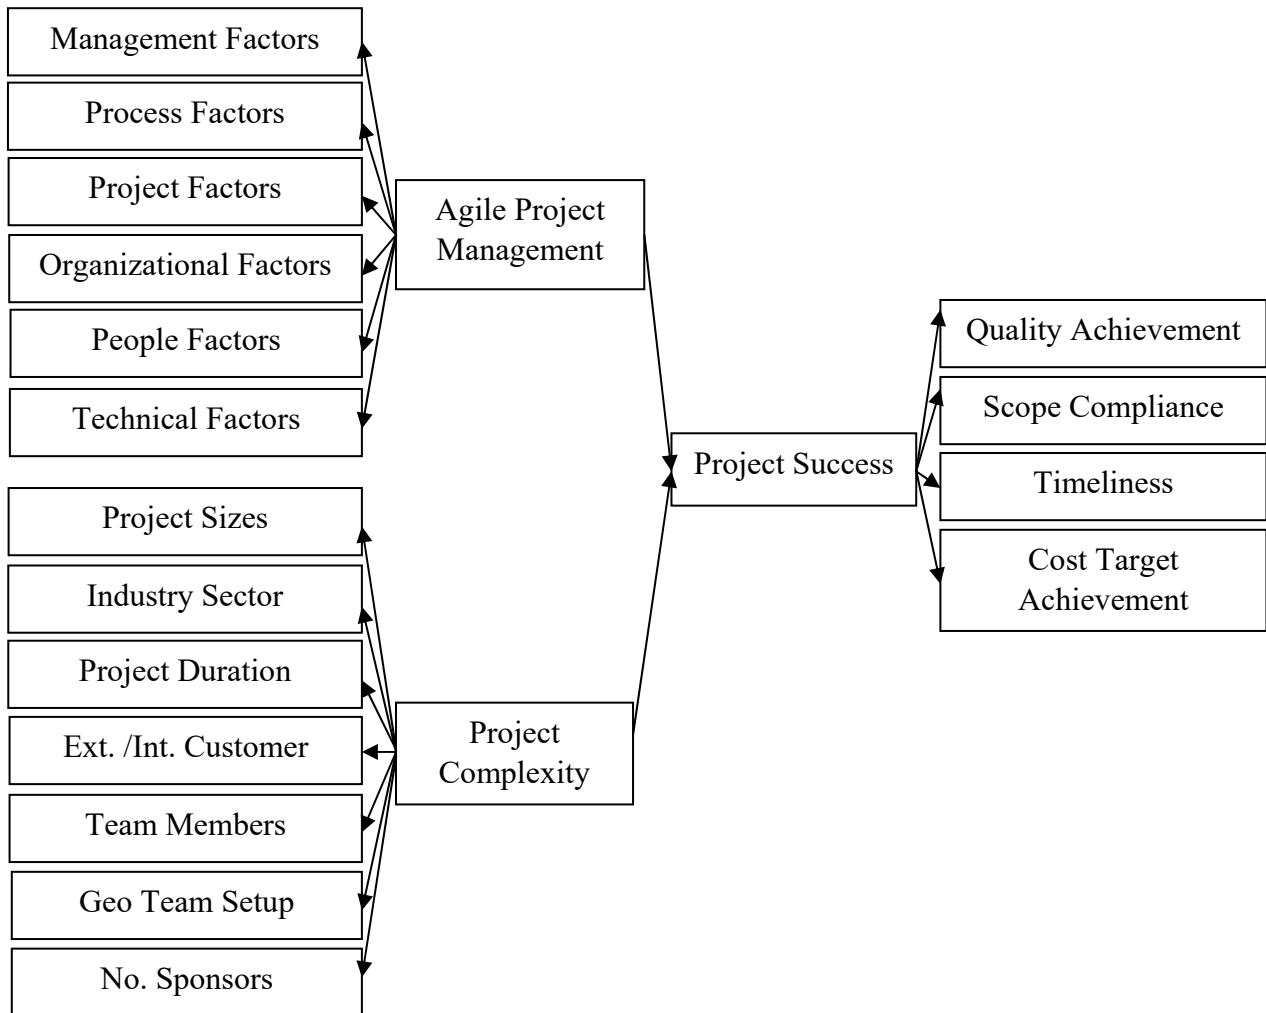 Management Factors
Process Factors
Project Factors
Organizational Factors
People Factors
Technical Factors
Project Sizes
Industry Sector
Project Duration
Ext. /Int. Customer
Team Members
Geo Team Setup
No. Sponsors
Agile Project
Management
Project
Complexity
Project Success
Quality Achievement
Scope Compliance
Timeliness
Cost Target
Achievement